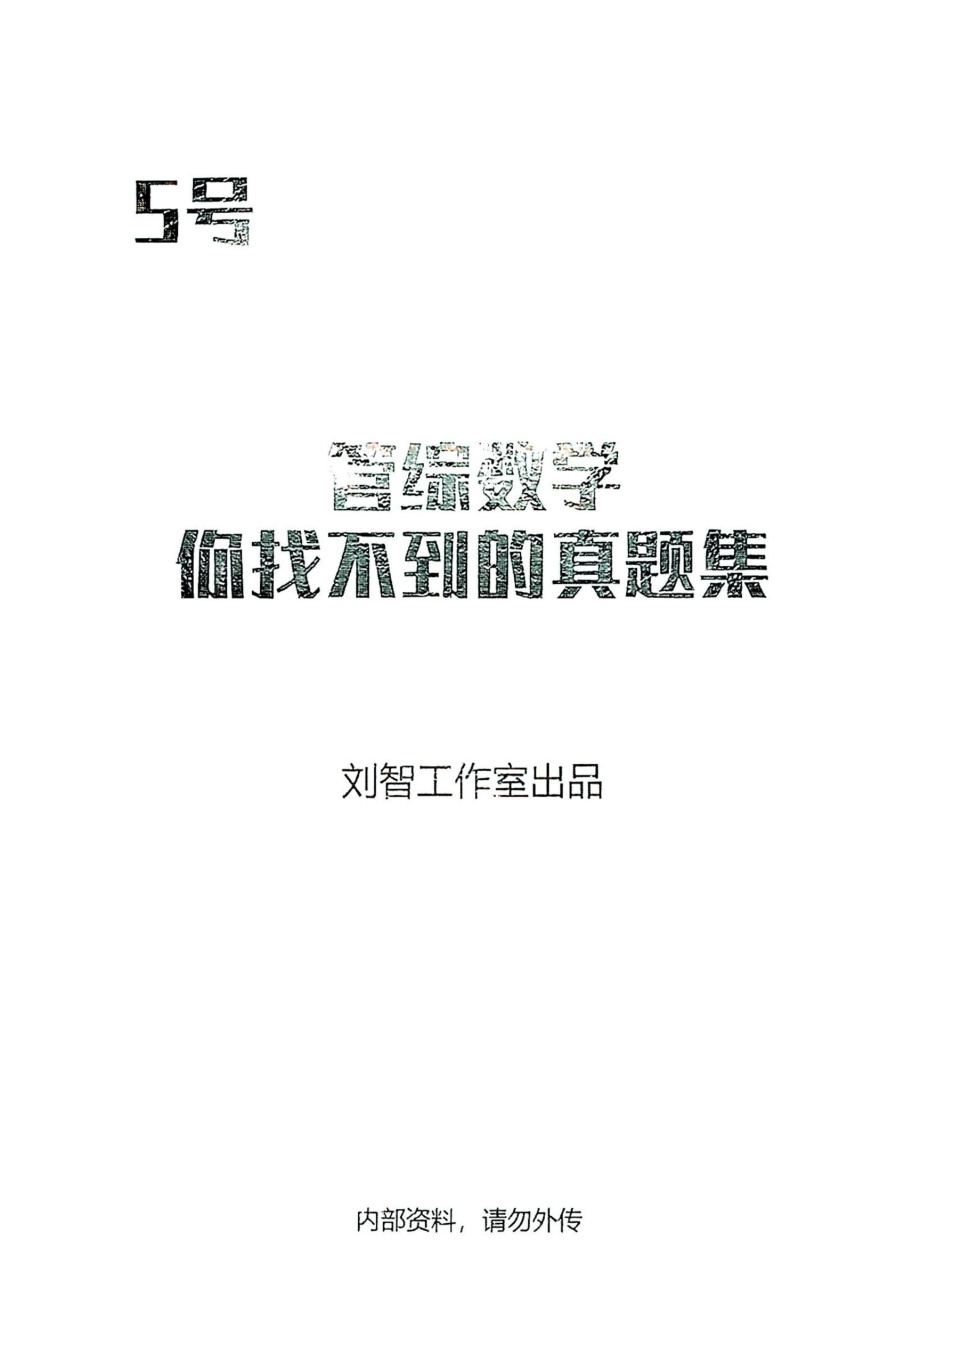 5号
管综数学
你找不到的真题集
刘智工作室出品
内部资料，请勿外传